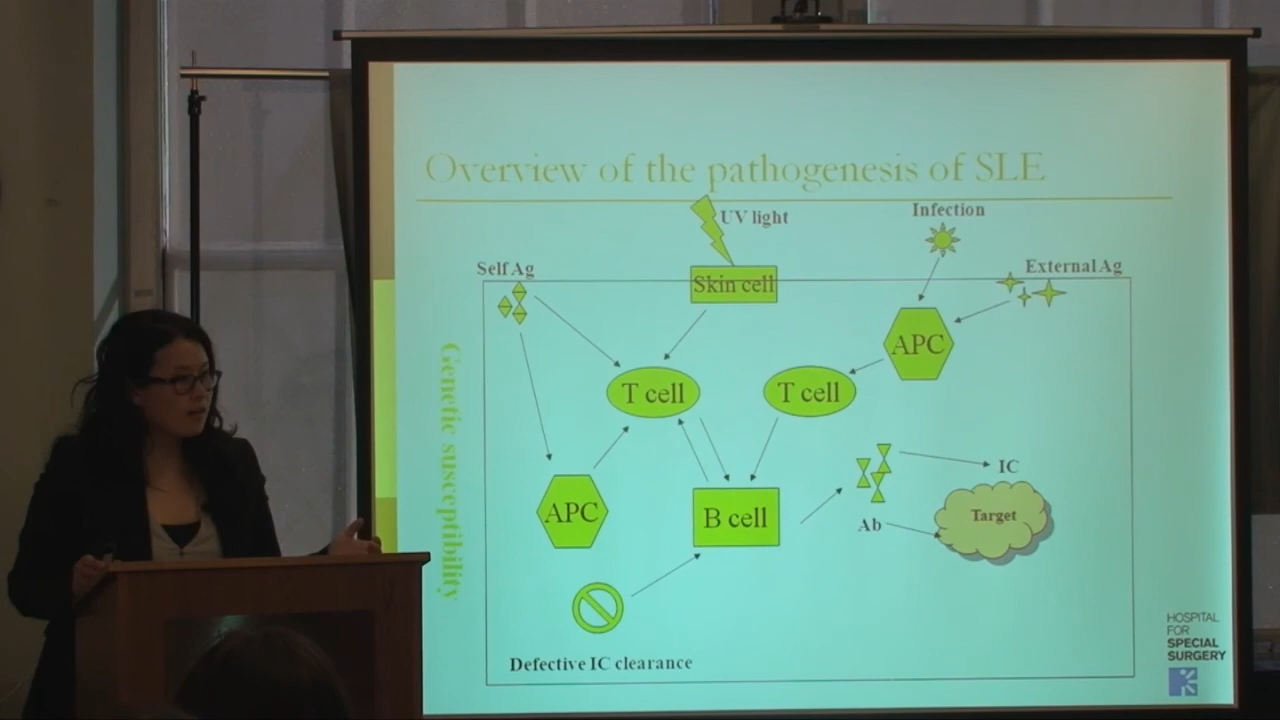 Overview of the pathogenesis of SLE
UV light
Infection
Self Ag
Skin cell
External Ag
APC
T cell
T cell
Genetic susceptibility
IC
APC
B cell
Ab
Target
Defective IC clearance
HOSPITAL
FOR
SPECIAL
SURGERY